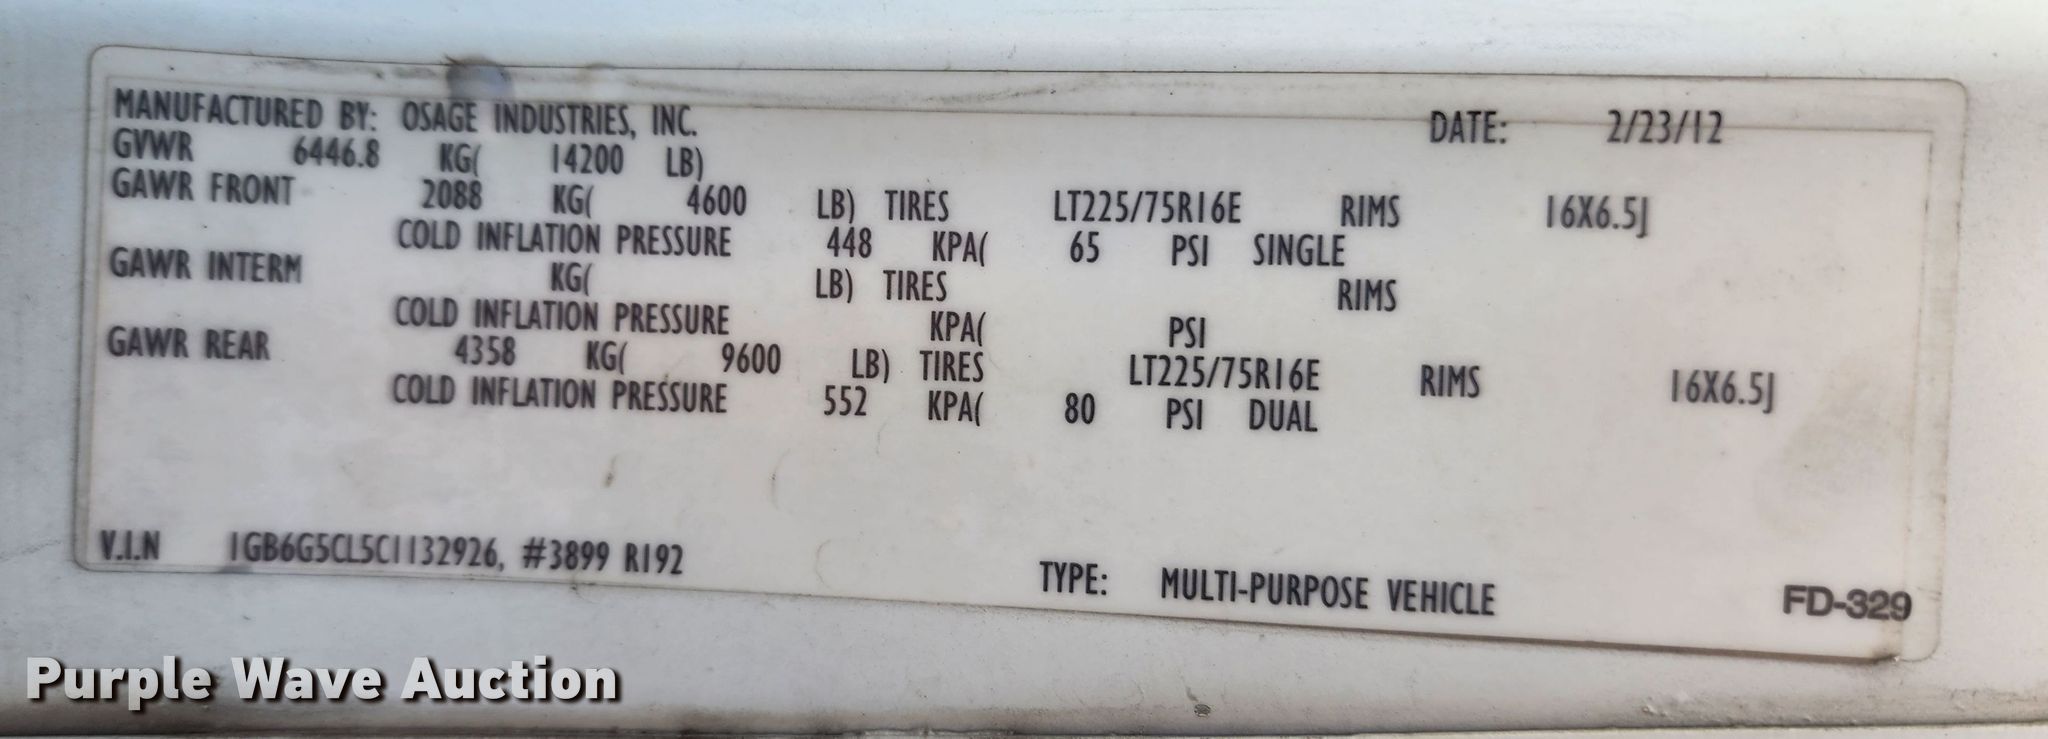 MANUFACTURED BY: OSAGE INDUSTRIES, INC. DATE: 2/23/12
GVWR 6446.8 KG( 14200 LB)
GAWR FRONT 2088 KG( 4600 LB) TIRES LT225/75R16E RIMS 16X6.5J
COLD INFLATION PRESSURE 448 KPA( 65 PSI SINGLE
GAWR INTERM KG( LB) TIRES RIMS
COLD INFLATION PRESSURE KPA( PSI
GAWR REAR 4358 KG( 9600 LB) TIRES LT225/75R16E RIMS 16X6.5J
COLD INFLATION PRESSURE 552 KPA( 80 PSI DUAL
V.I.N 1GB6G5CL5C1132926, #3899 R192 TYPE: MULTI-PURPOSE VEHICLE FD-329
Purple Wave Auction